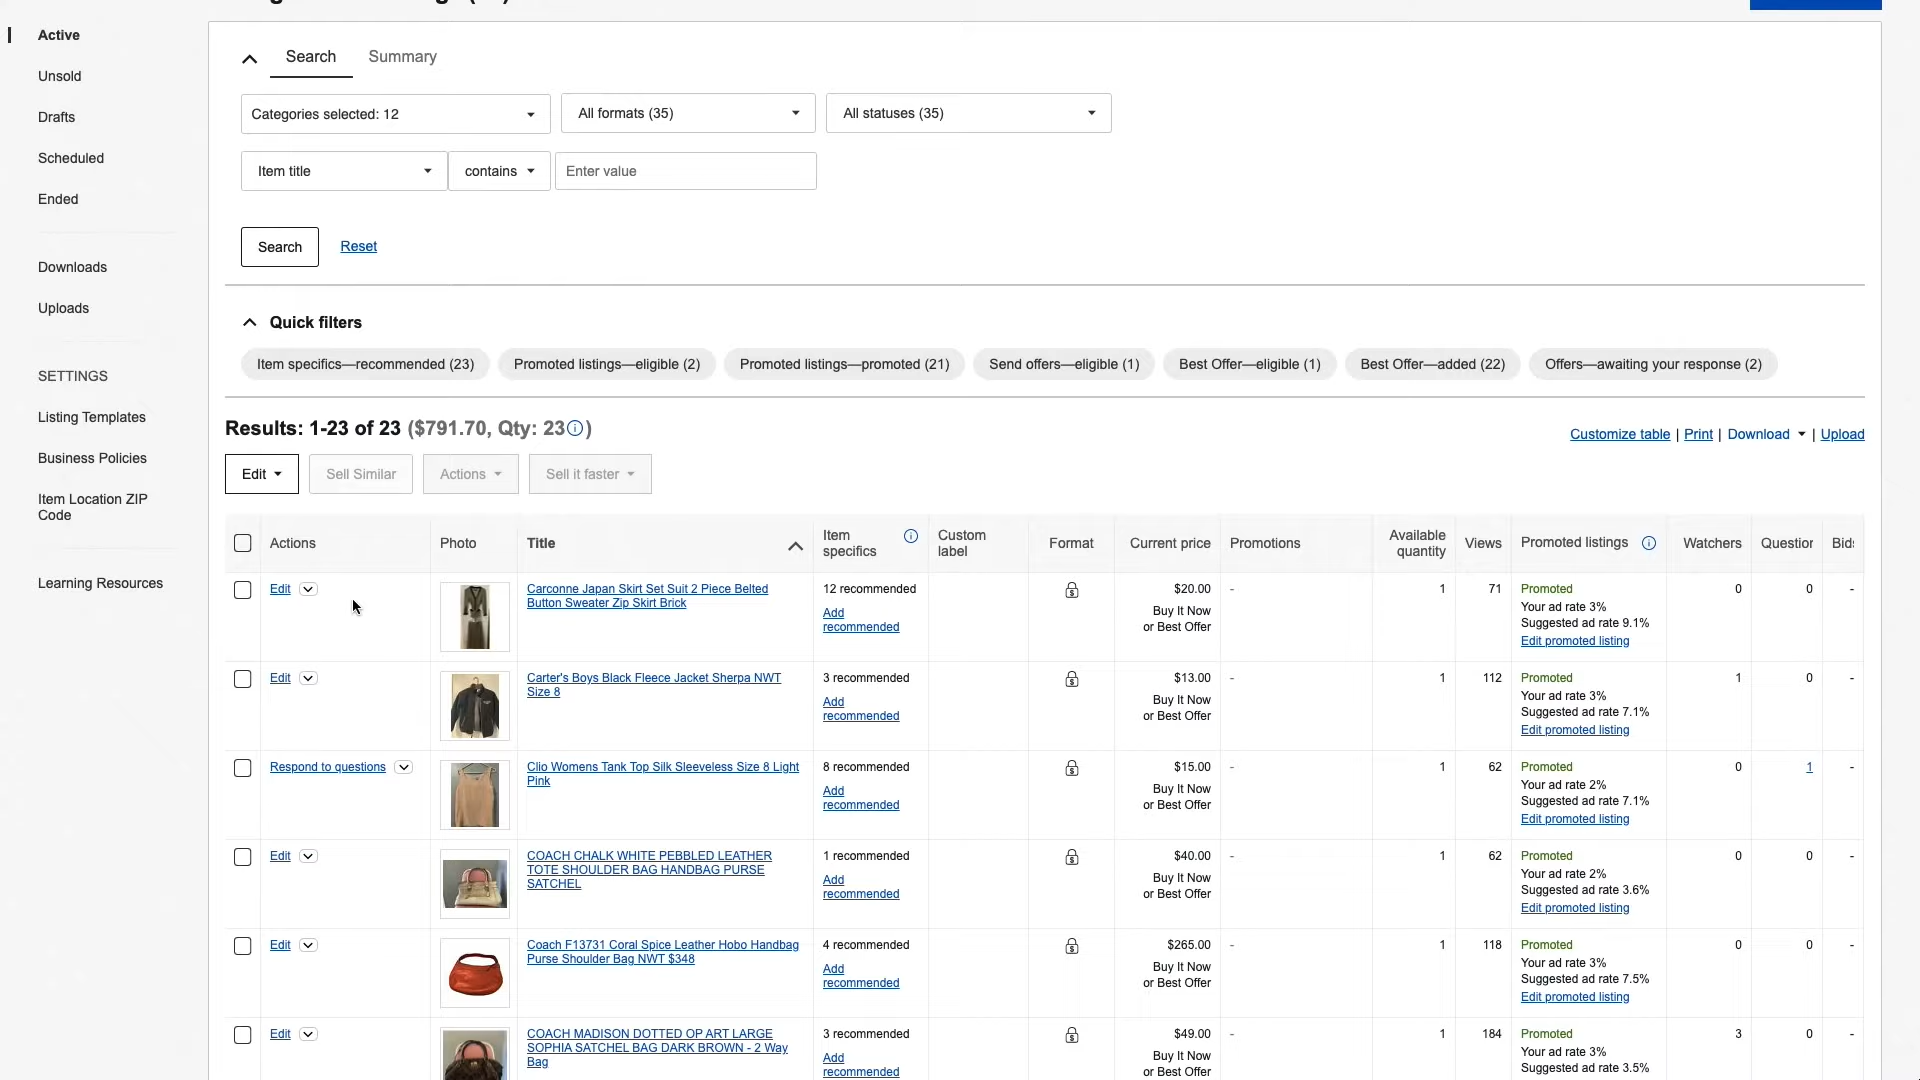 Active
Unsold
Drafts
Scheduled
Ended
Downloads
Uploads
SETTINGS
Listing Templates
Business Policies
Item Location ZIP
Code
Learning Resources
Search Summary
Categories selected: 12 All formats (35) All statuses (35)
Item title contains Enter value
Search Reset
Quick filters
Item specifics—recommended (23) Promoted listings—eligible (2) Promoted listings—promoted (21) Send offers—eligible (1) Best Offer—eligible (1) Best Offer—added (22) Offers—awaiting your response (2)
Results: 1-23 of 23 ($791.70, Qty: 23 )
Customize table | Print | Download | Upload
Edit Sell Similar Actions Sell it faster
Actions Photo Title Item specifics Custom label Format Current price Promotions Available quantity Views Promoted listings Watchers Question Bids
Edit
Carconne Japan Skirt Set Suit 2 Piece Belted
Button Sweater Zip Skirt Brick
12 recommended
Add
recommended
$20.00
Buy It Now
or Best Offer
-
1
71
Promoted
Your ad rate 3%
Suggested ad rate 9.1%
Edit promoted listing
0
0
-
Edit
Carter's Boys Black Fleece Jacket Sherpa NWT
Size 8
3 recommended
Add
recommended
$13.00
Buy It Now
or Best Offer
-
1
112
Promoted
Your ad rate 3%
Suggested ad rate 7.1%
Edit promoted listing
1
0
-
Respond to questions
Clio Womens Tank Top Silk Sleeveless Size 8 Light
Pink
8 recommended
Add
recommended
$15.00
Buy It Now
or Best Offer
-
1
62
Promoted
Your ad rate 2%
Suggested ad rate 7.1%
Edit promoted listing
0
1
-
Edit
COACH CHALK WHITE PEBBLED LEATHER
TOTE SHOULDER BAG HANDBAG PURSE
SATCHEL
1 recommended
Add
recommended
$40.00
Buy It Now
or Best Offer
-
1
62
Promoted
Your ad rate 2%
Suggested ad rate 3.6%
Edit promoted listing
0
0
-
Edit
Coach F13731 Coral Spice Leather Hobo Handbag
Purse Shoulder Bag NWT $348
4 recommended
Add
recommended
$265.00
Buy It Now
or Best Offer
-
1
118
Promoted
Your ad rate 3%
Suggested ad rate 7.5%
Edit promoted listing
0
0
-
Edit
COACH MADISON DOTTED OP ART LARGE
SOPHIA SATCHEL BAG DARK BROWN - 2 Way
Bag
3 recommended
Add
recommended
$49.00
Buy It Now
or Best Offer
-
1
184
Promoted
Your ad rate 3%
Suggested ad rate 3.5%
3
0
-